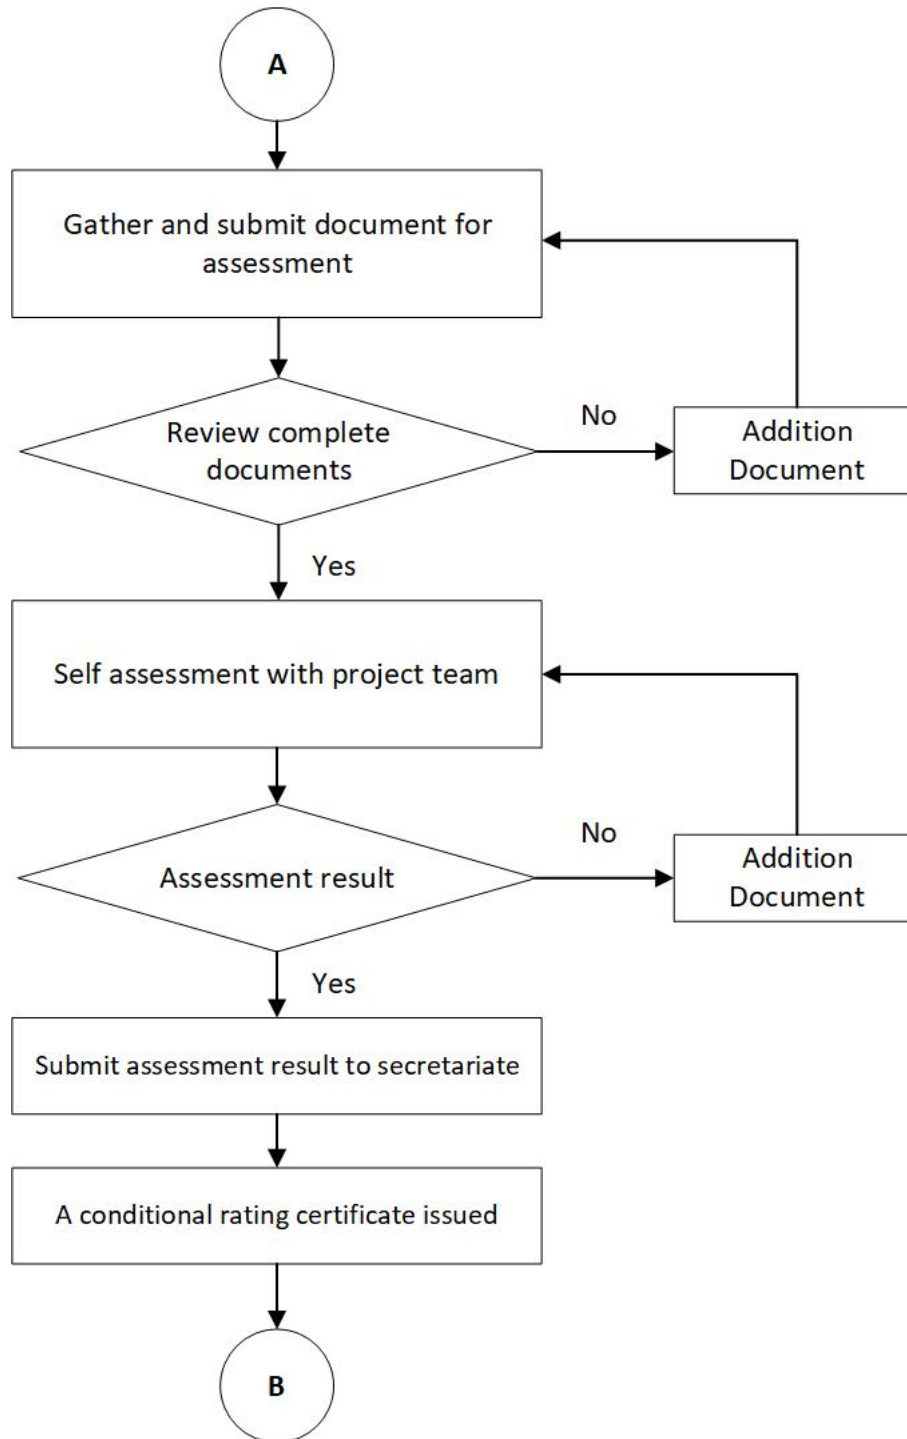 A
Gather and submit document for
assessment
Review complete
documents
No
Addition
Document
Yes
Self assessment with project team
Assessment result
No
Addition
Document
Yes
Submit assessment result to secretariate
A conditional rating certificate issued
B